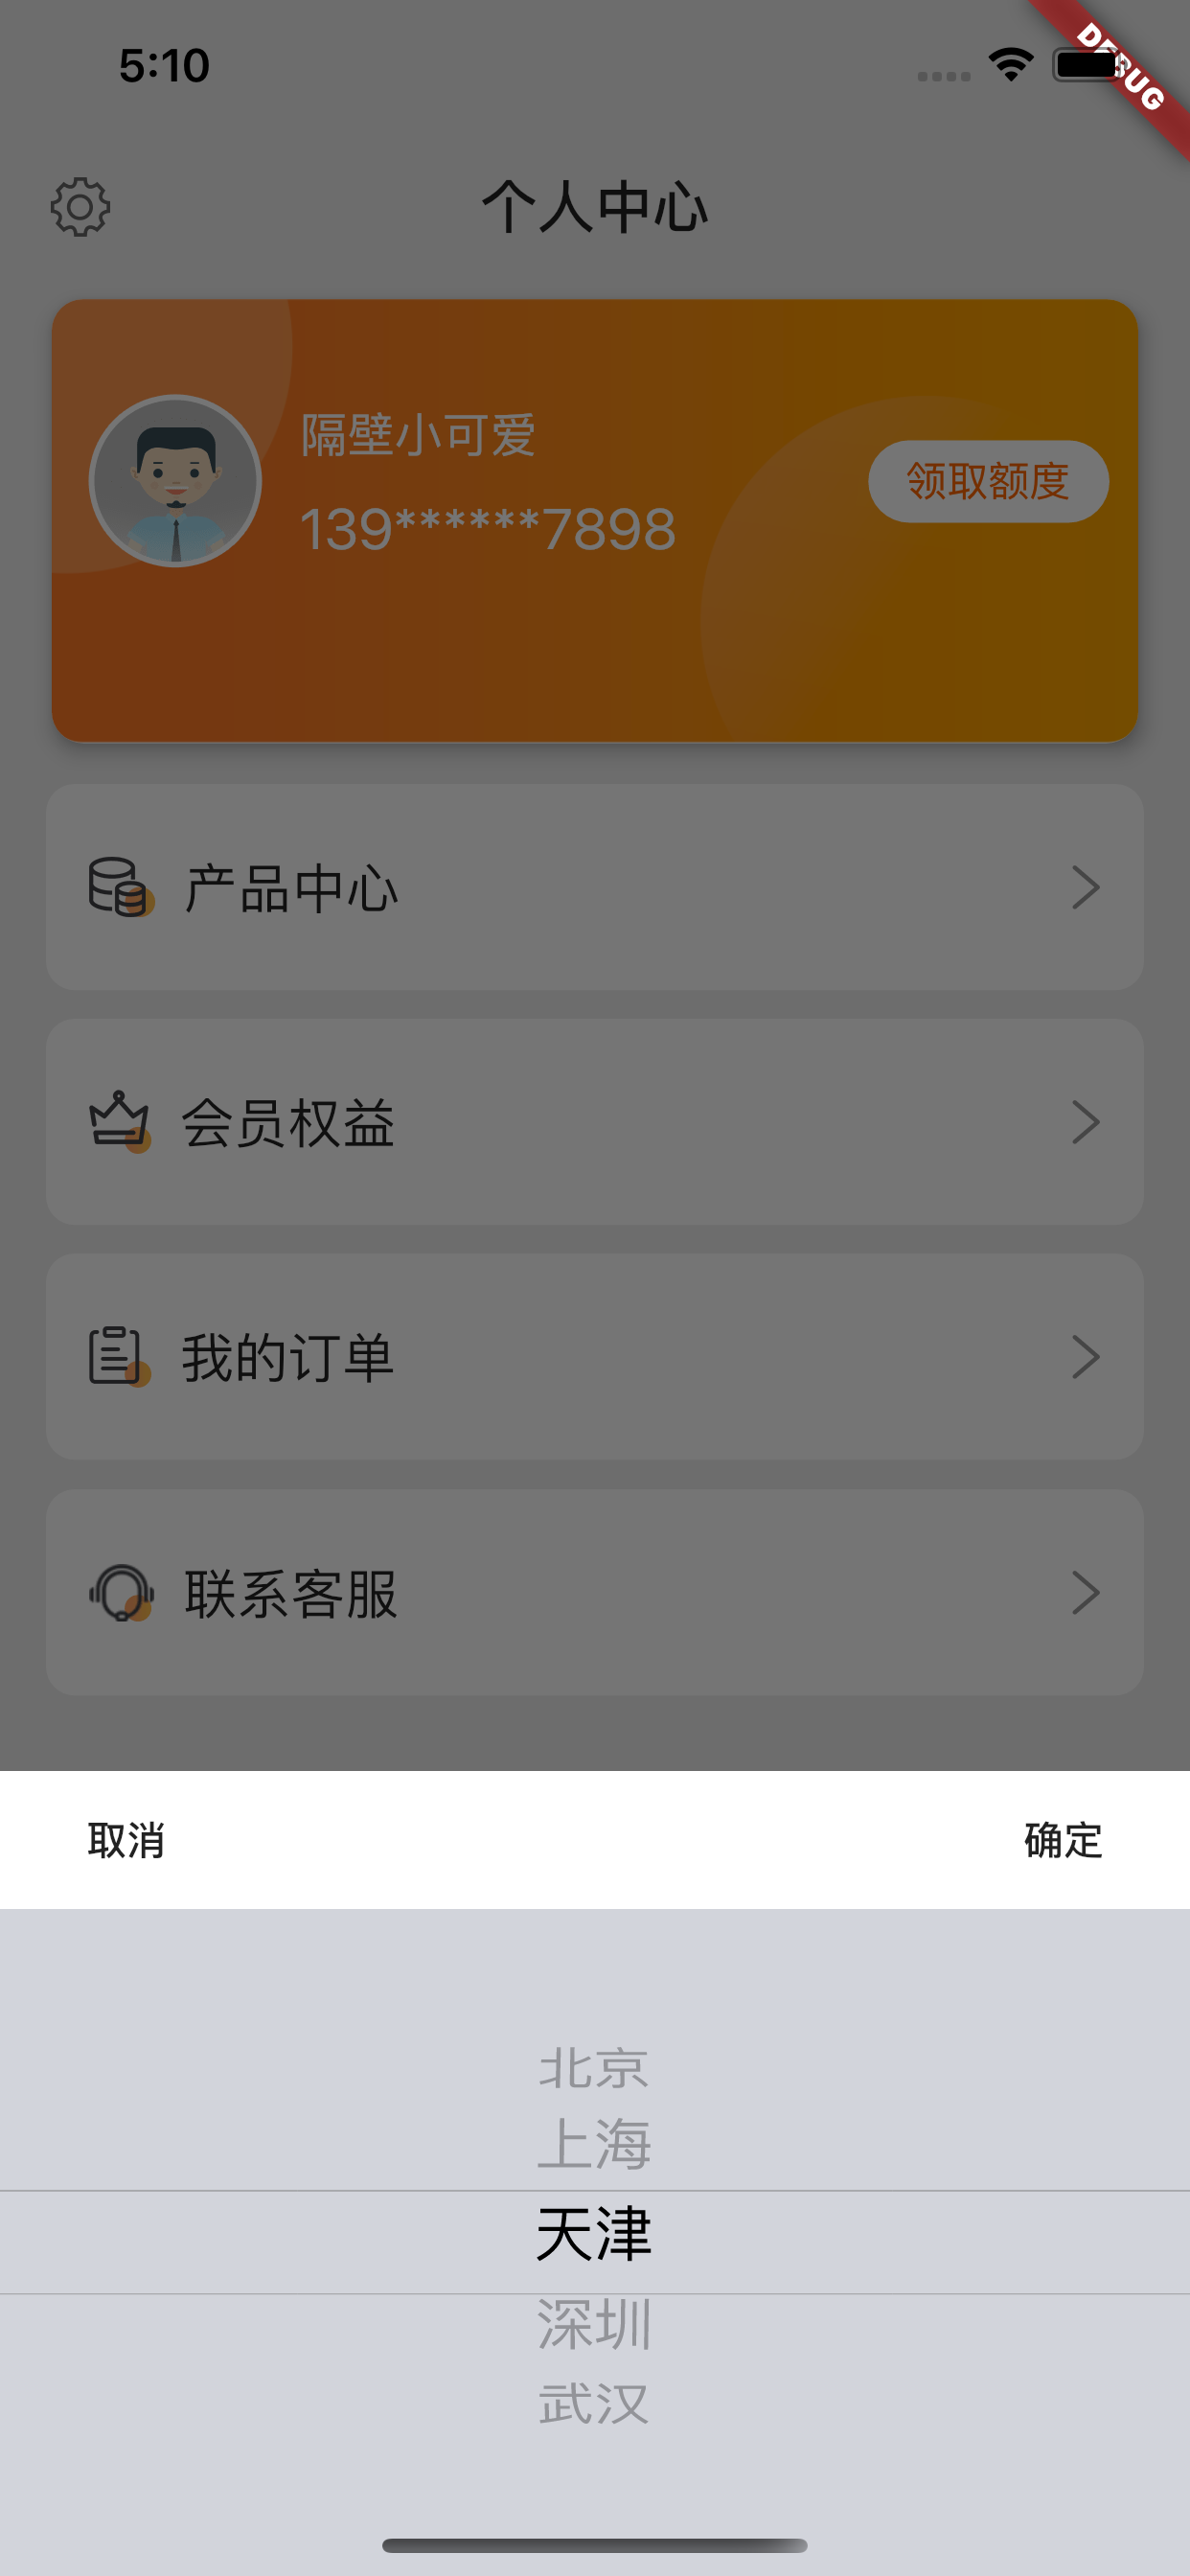 5:10
DEBUG
个人中心
隔壁小可爱
139******7898
领取额度
产品中心
会员权益
我的订单
联系客服
取消
确定
北京
上海
天津
深圳
武汉